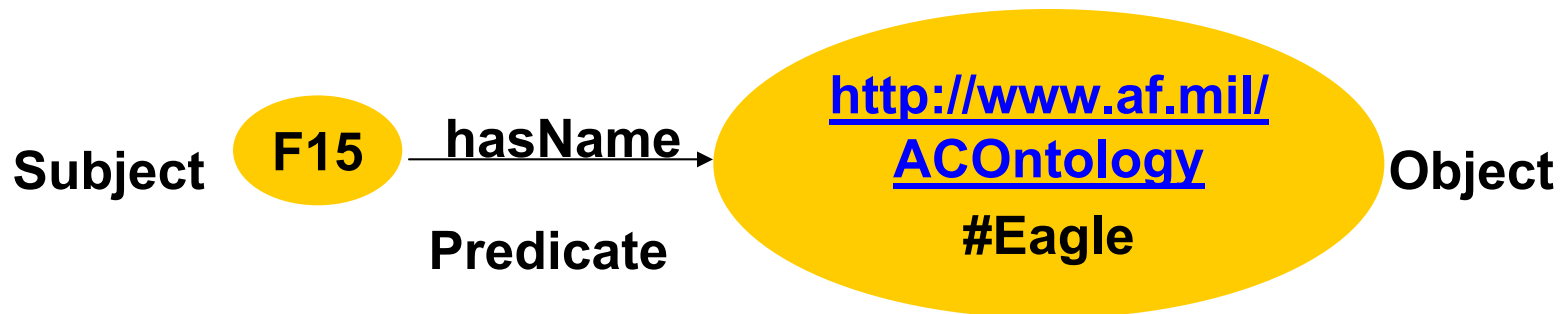 Subject
F15
hasName
Predicate
http://www.af.mil/
ACOntology
#Eagle
Object